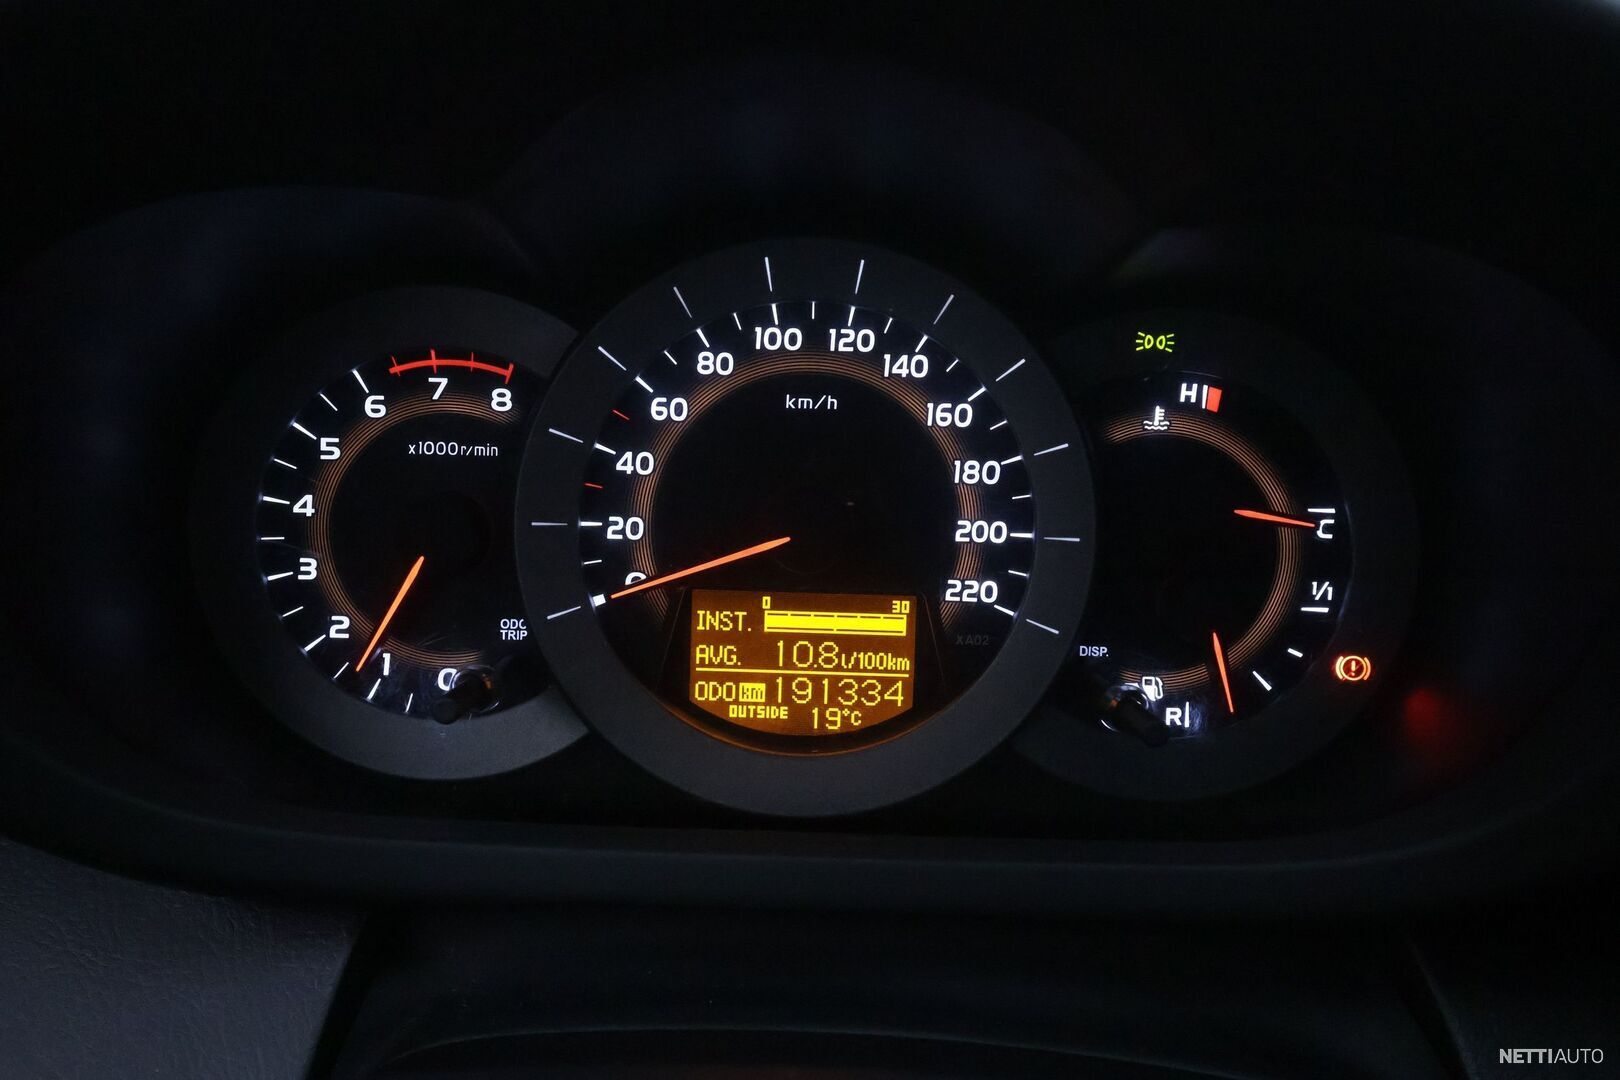 0
1
2
3
4
5
6
7
8
x1000r/min
ODO
TRIP
0
20
40
60
80
100
120
140
160
180
200
220
km/h
0 30
INST.
AVG. 10.8l/100km
ODO km 191334
OUTSIDE 19°C
XA02
H
C
1/1
R
DISP.
NETTIAUTO